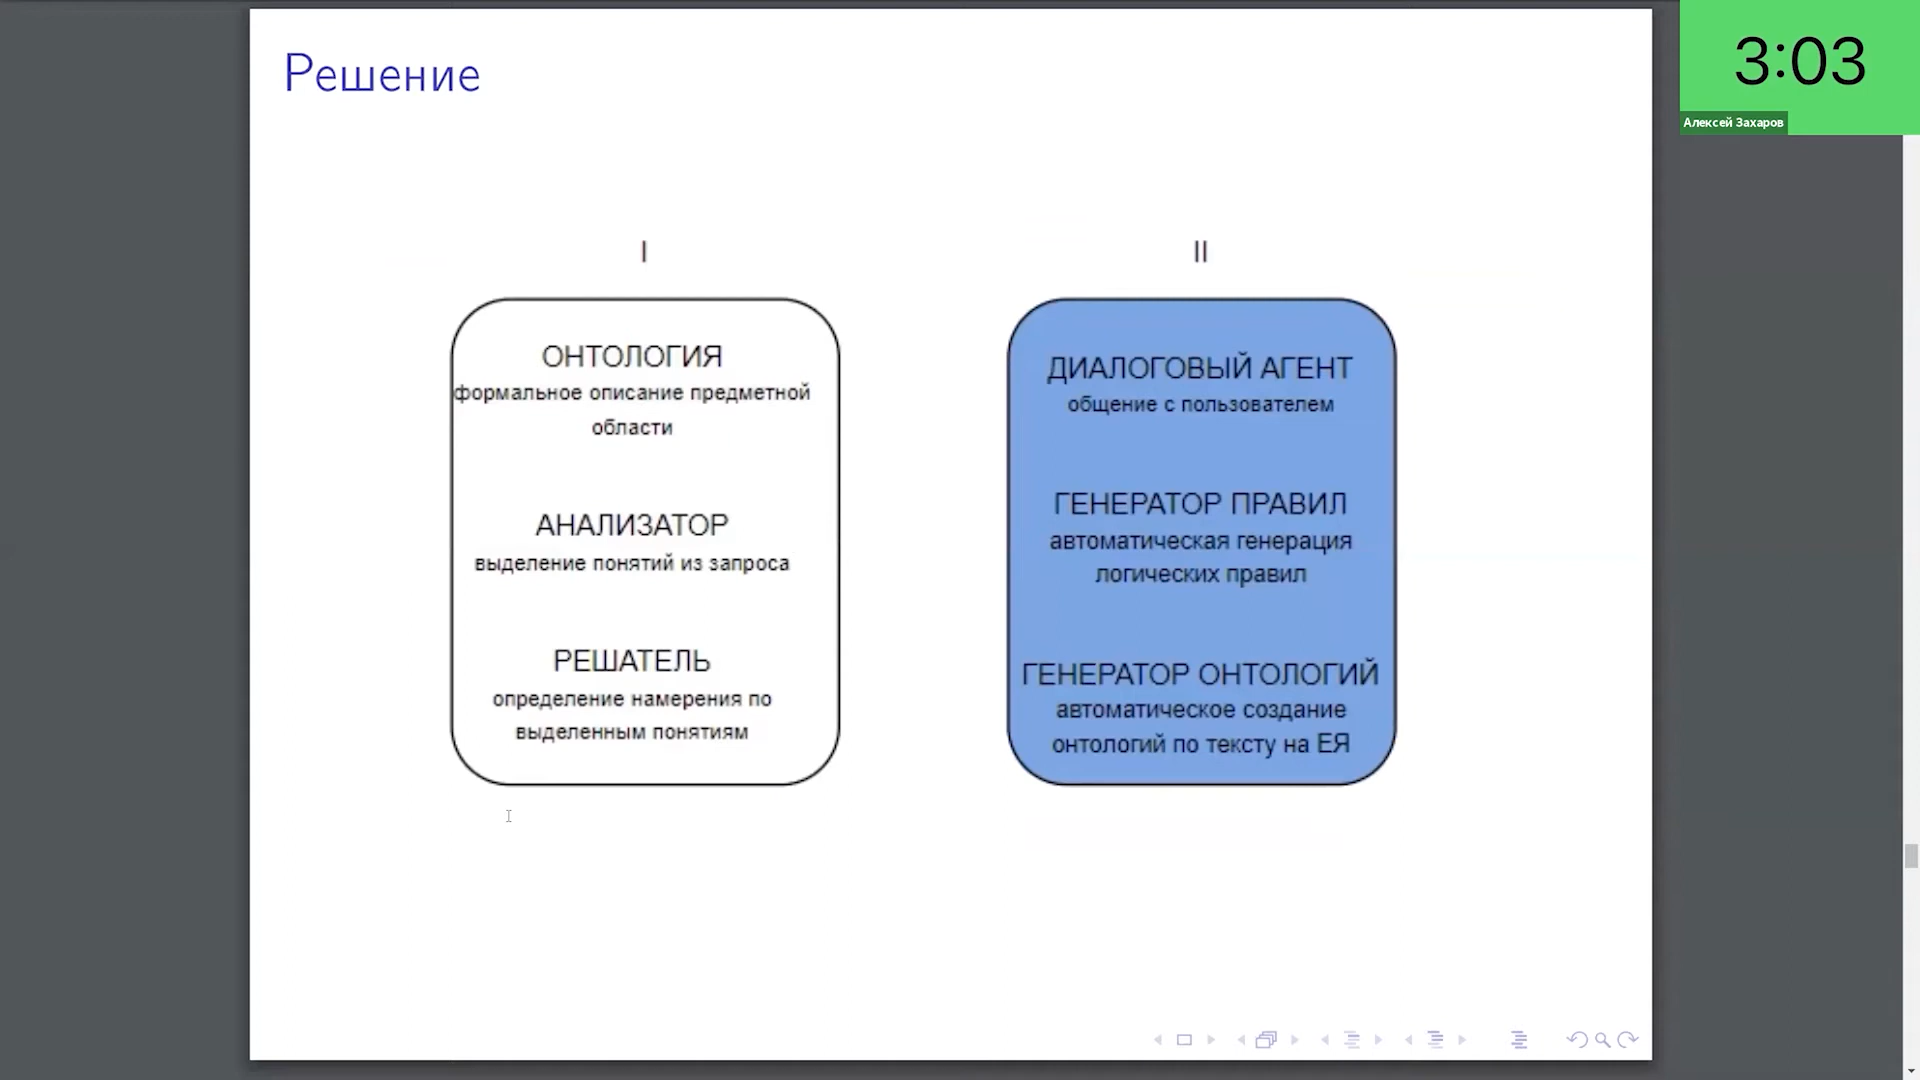 Решение
3:03
Алексей Захаров
I
ОНТОЛОГИЯ
формальное описание предметной
области
АНАЛИЗАТОР
выделение понятий из запроса
РЕШАТЕЛЬ
определение намерения по
выделенным понятиям
II
ДИАЛОГОВЫЙ АГЕНТ
общение с пользователем
ГЕНЕРАТОР ПРАВИЛ
автоматическая генерация
логических правил
ГЕНЕРАТОР ОНТОЛОГИЙ
автоматическое создание
онтологий по тексту на ЕЯ